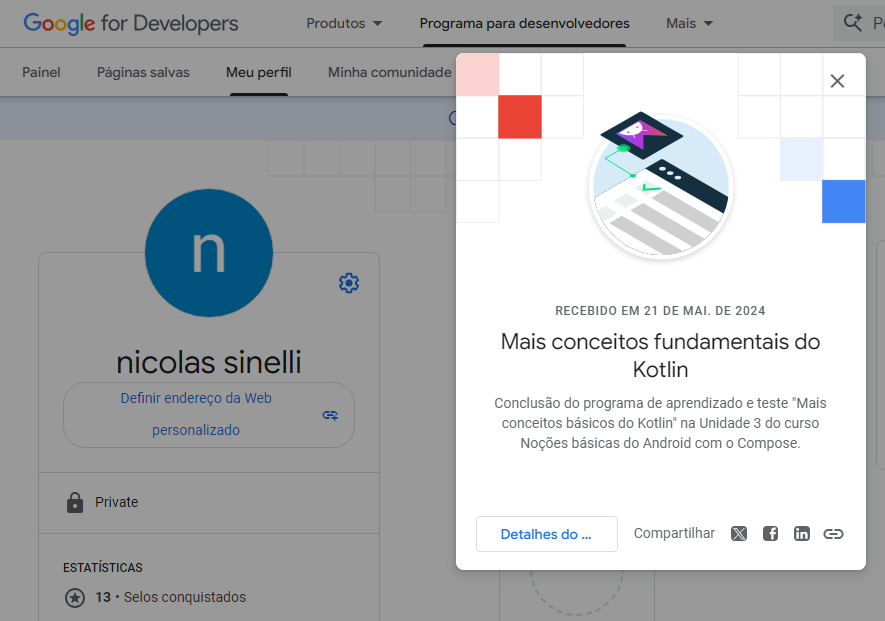 Google for Developers
Produtos
Programa para desenvolvedores
Mais
Painel
Páginas salvas
Meu perfil
Minha comunidade
n
nicolas sinelli
Definir endereço da Web
personalizado
Private
ESTATÍSTICAS
13 • Selos conquistados
RECEBIDO EM 21 DE MAI. DE 2024
Mais conceitos fundamentais do
Kotlin
Conclusão do programa de aprendizado e teste "Mais
conceitos básicos do Kotlin" na Unidade 3 do curso
Noções básicas do Android com o Compose.
Detalhes do ...
Compartilhar